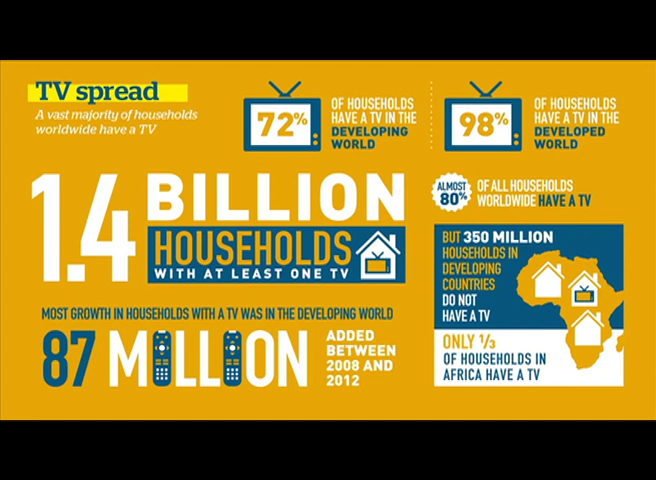 TV spread
A vast majority of households
worldwide have a TV
72%
OF HOUSEHOLDS
HAVE A TV IN THE
DEVELOPING
WORLD
98%
OF HOUSEHOLDS
HAVE A TV IN THE
DEVELOPED
WORLD
1.4
BILLION
HOUSEHOLDS
WITH AT LEAST ONE TV
ALMOST
80%
OF ALL HOUSEHOLDS
WORLDWIDE HAVE A TV
BUT 350 MILLION
HOUSEHOLDS IN
DEVELOPING
COUNTRIES
DO NOT
HAVE A TV
ONLY 1/3
OF HOUSEHOLDS IN
AFRICA HAVE A TV
MOST GROWTH IN HOUSEHOLDS WITH A TV WAS IN THE DEVELOPING WORLD
87 MILLION
ADDED
BETWEEN
2008 AND
2012